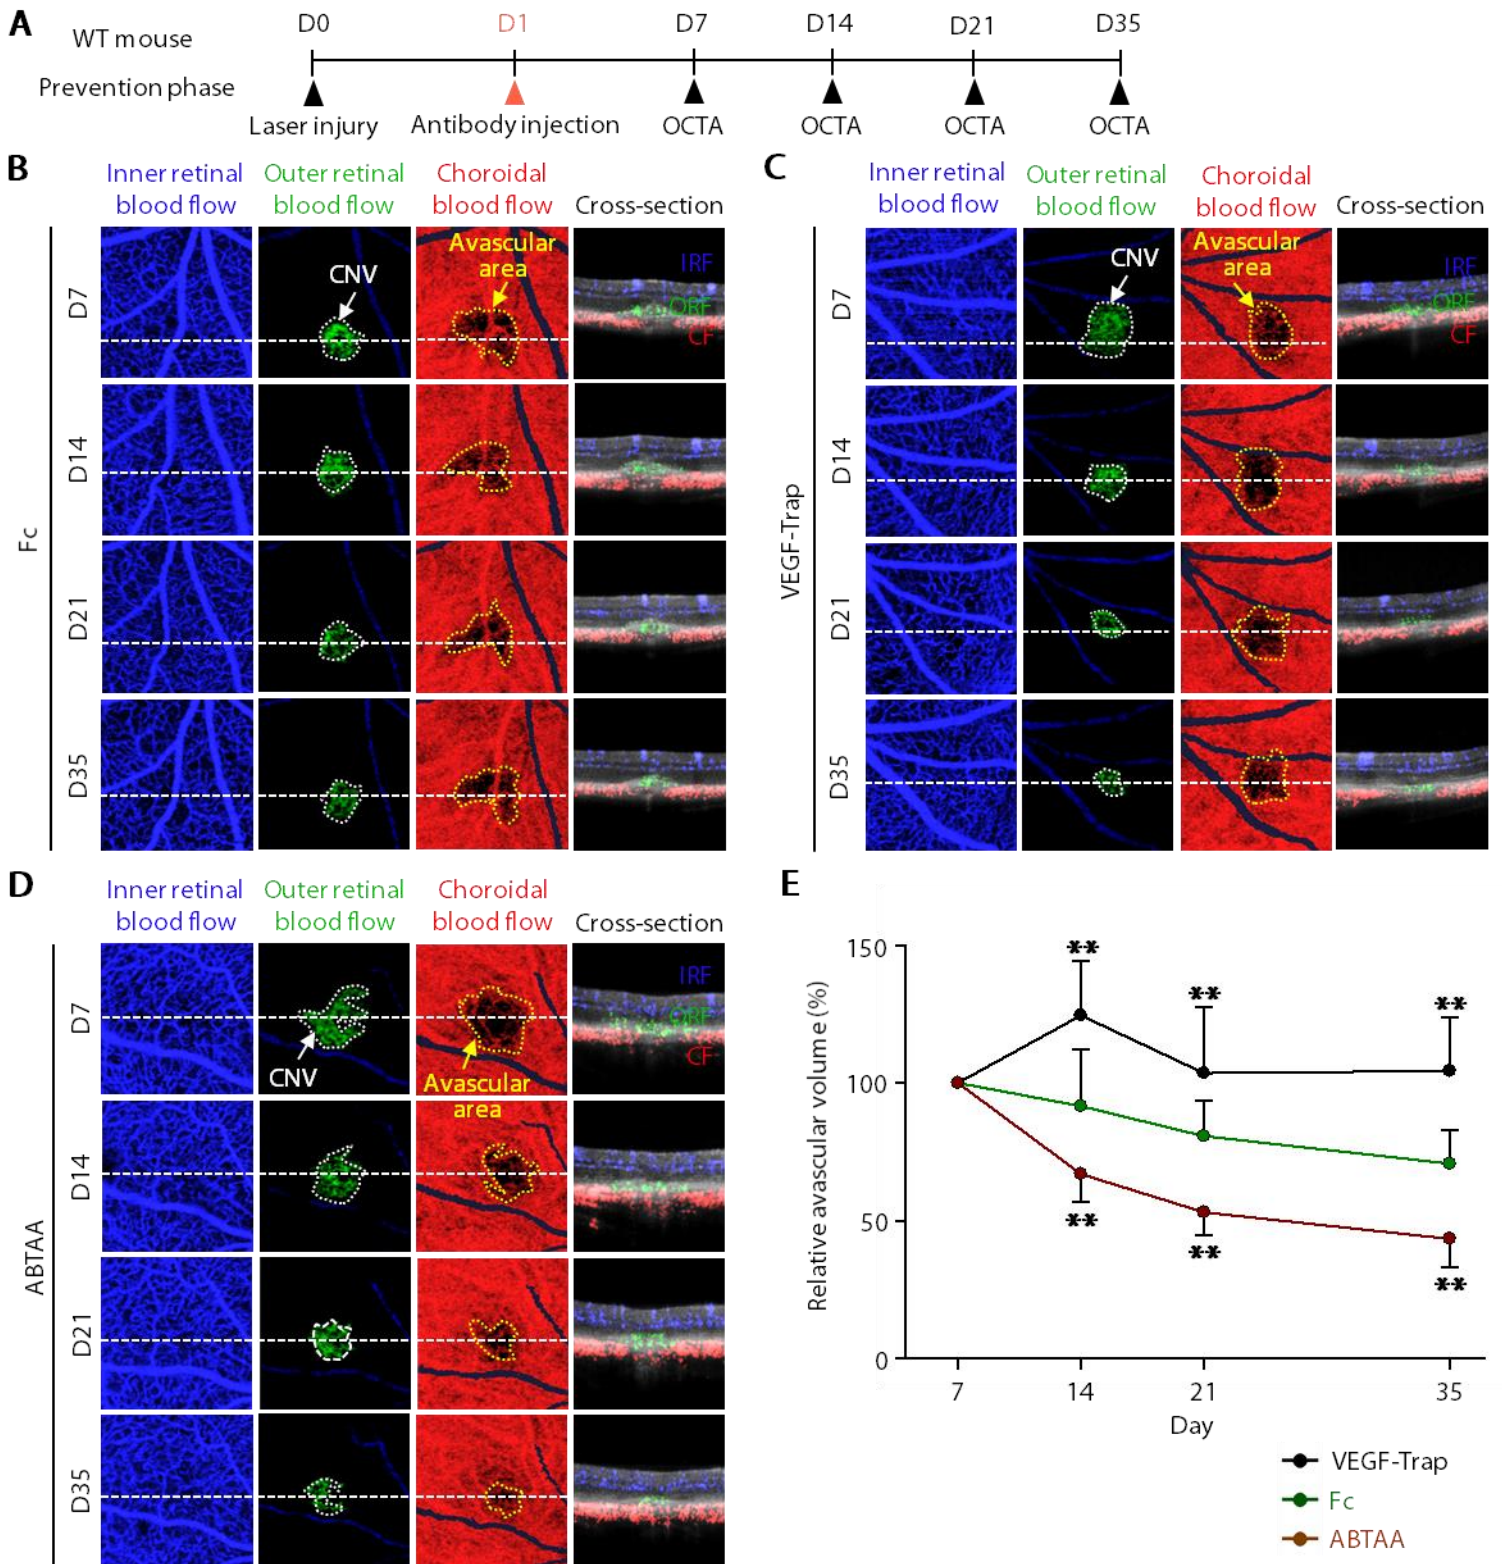 A
WT mouse
Prevention phase
D0
D1
D7
D14
D21
D35
Laser injury
Antibody injection
OCTA
OCTA
OCTA
OCTA
B
Inner retinal
blood flow
Outer retinal
blood flow
Choroidal
blood flow
Cross-section
Fc
D7
CNV
Avascular
area
IRF
ORF
CF
D14
D21
D35
C
Inner retinal
blood flow
Outer retinal
blood flow
Choroidal
blood flow
Cross-section
VEGF-Trap
D7
CNV
Avascular
area
IRF
ORF
CF
D14
D21
D35
D
Inner retinal
blood flow
Outer retinal
blood flow
Choroidal
blood flow
Cross-section
ABTAA
D7
CNV
Avascular
area
IRF
ORF
CF
D14
D21
D35
E
Relative avascular volume (%)
150
100
50
0
**
**
**
**
**
**
7
14
21
35
Day
VEGF-Trap
Fc
ABTAA